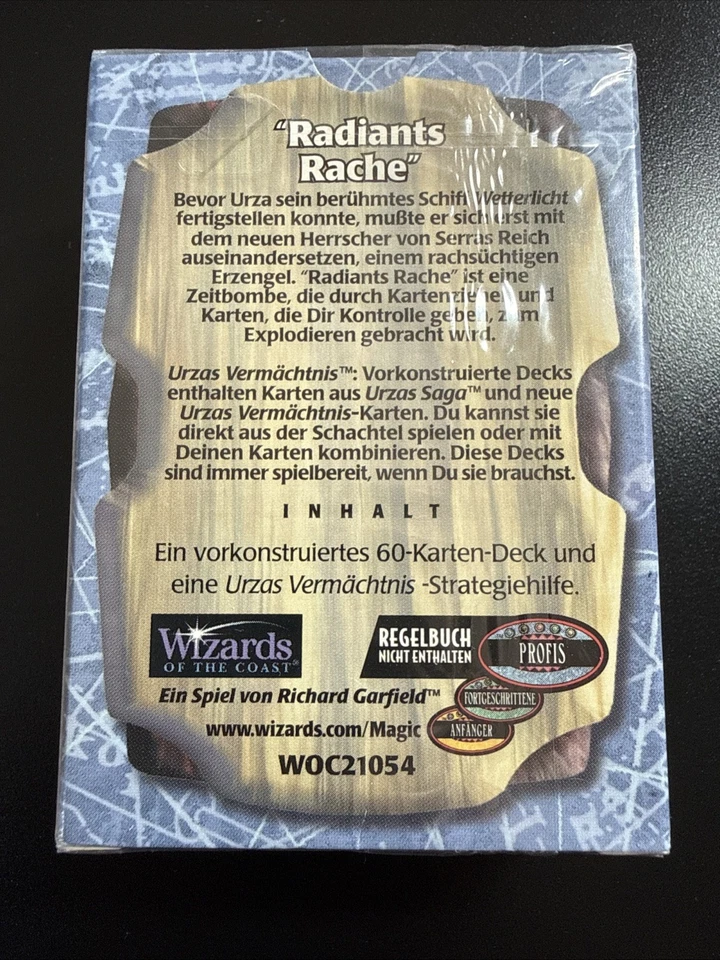 "Radiants
Rache"
Bevor Urza sein berühmtes Schiff Wetterlicht
fertigstellen konnte, mußte er sich erst mit
dem neuen Herrscher von Serras Reich
auseinandersetzen, einem rachsüchtigen
Erzengel. "Radiants Rache" ist eine
Zeitbombe, die durch Kartenziehen und
Karten, die Dir Kontrolle geben, zum
Explodieren gebracht wird.
Urzas Vermächtnis™: Vorkonstruierte Decks
enthalten Karten aus Urzas Saga™ und neue
Urzas Vermächtnis-Karten. Du kannst sie
direkt aus der Schachtel spielen oder mit
Deinen Karten kombinieren. Diese Decks
sind immer spielbereit, wenn Du sie brauchst.
INHALT
Ein vorkonstruiertes 60-Karten-Deck und
eine Urzas Vermächtnis -Strategiehilfe.
Wizards
OF THE COAST®
REGELBUCH
NICHT ENTHALTEN
PROFIS
Ein Spiel von Richard Garfield™
FORTGESCHRITTENE
www.wizards.com/Magic
ANFÄNGER
WOC21054